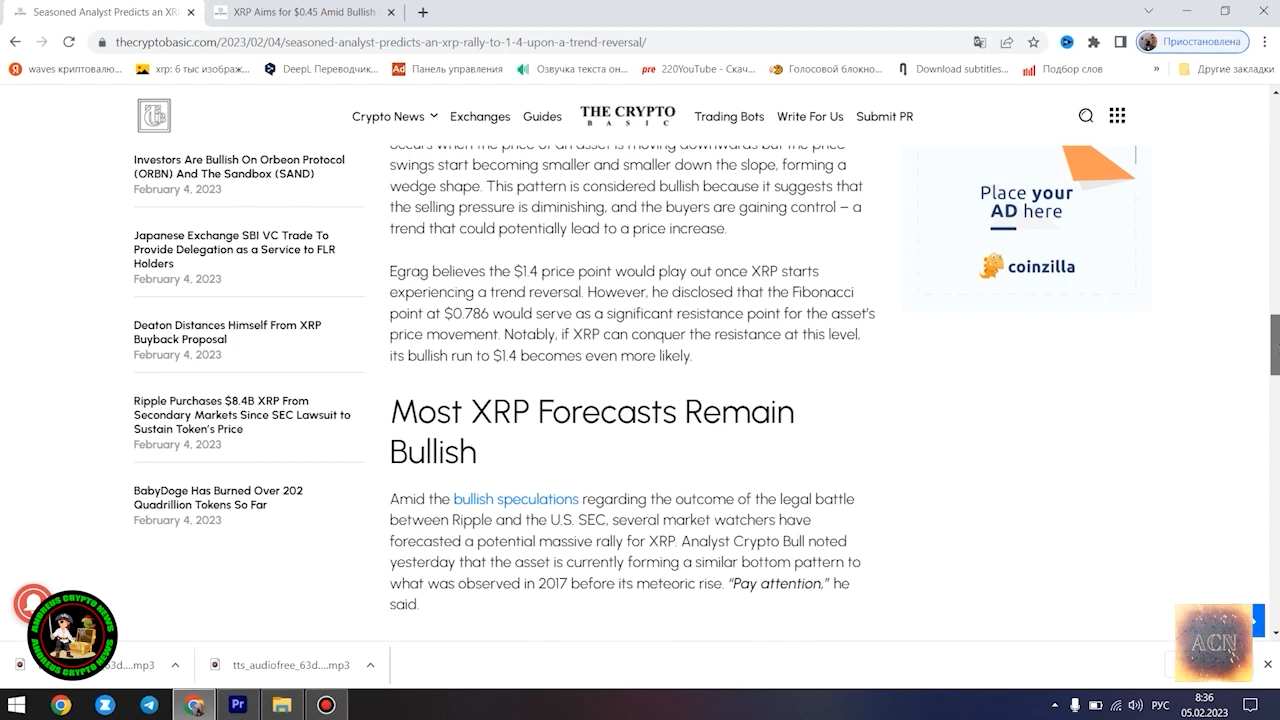 Seasoned Analyst Predicts an XR
XRP Aims for $0.45 Amid Bullish
thecryptobasic.com/2023/02/04/seasoned-analyst-predicts-an-xrp-rally-to-1-4-upon-a-trend-reversal/
Приостановлена
waves криптовалю...
xrp: 6 тыс изображ...
DeepL Переводчик...
Панель управления
Озвучка текста он...
220YouTube - Скач...
Голосовой блокно...
Download subtitles...
Подбор слов
Другие закладки
Crypto News
Exchanges
Guides
THE CRYPTO
BASIC
Trading Bots
Write For Us
Submit PR
Investors Are Bullish On Orbeon Protocol
(ORBN) And The Sandbox (SAND)
February 4, 2023
Japanese Exchange SBI VC Trade To
Provide Delegation as a Service to FLR
Holders
February 4, 2023
Deaton Distances Himself From XRP
Buyback Proposal
February 4, 2023
Ripple Purchases $8.4B XRP From
Secondary Markets Since SEC Lawsuit to
Sustain Token's Price
February 4, 2023
BabyDoge Has Burned Over 202
Quadrillion Tokens So Far
February 4, 2023
occurs when the price of an asset is moving downwards but the price
swings start becoming smaller and smaller down the slope, forming a
wedge shape. This pattern is considered bullish because it suggests that
the selling pressure is diminishing, and the buyers are gaining control – a
trend that could potentially lead to a price increase.
Egrag believes the $1.4 price point would play out once XRP starts
experiencing a trend reversal. However, he disclosed that the Fibonacci
point at $0.786 would serve as a significant resistance point for the asset's
price movement. Notably, if XRP can conquer the resistance at this level,
its bullish run to $1.4 becomes even more likely.
Most XRP Forecasts Remain
Bullish
Amid the bullish speculations regarding the outcome of the legal battle
between Ripple and the U.S. SEC, several market watchers have
forecasted a potential massive rally for XRP. Analyst Crypto Bull noted
yesterday that the asset is currently forming a similar bottom pattern to
what was observed in 2017 before its meteoric rise. "Pay attention," he
said.
Place your
AD here
coinzilla
ANDREUS CRYPTO NEWS
ANDREUS CRYPTO NEWS
ACN
63d....mp3
tts_audiofree_63d....mp3
Pr
РУС
8:36
05.02.2023